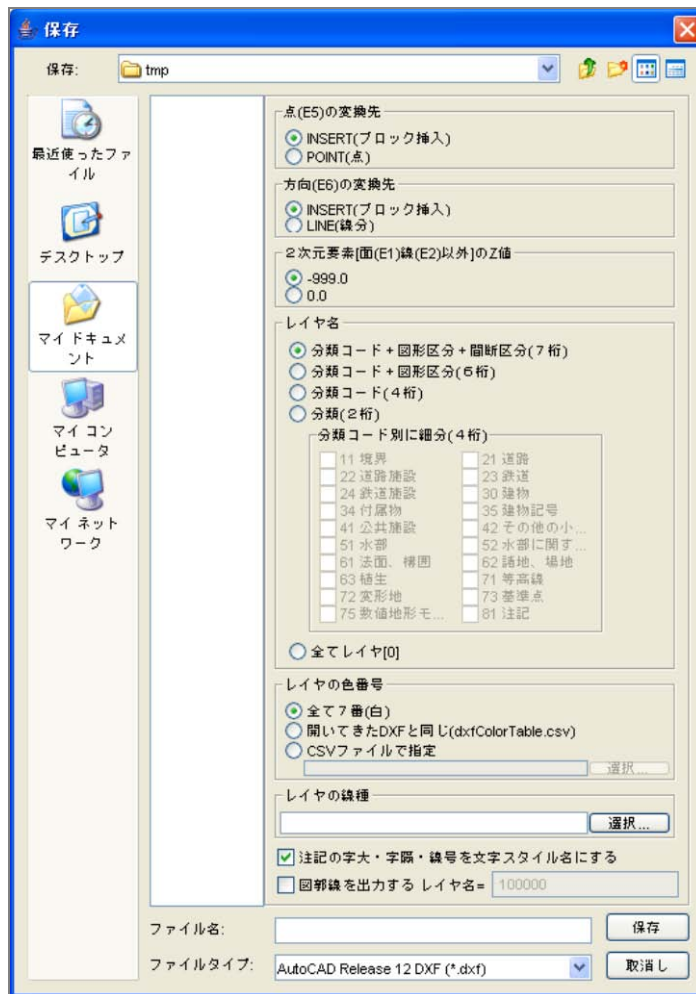 保存
保存:
tmp
最近使ったファ
イル
デスクトップ
マイ ドキュメ
ント
マイ コン
ピュータ
マイ ネット
ワーク
点(E5)の変換先
INSERT(ブロック挿入)
POINT(点)
方向(E6)の変換先
INSERT(ブロック挿入)
LINE(線分)
2次元要素[面(E1)線(E2)以外]のZ値
-999.0
0.0
レイヤ名
分類コード+図形区分+間断区分(7桁)
分類コード+図形区分(6桁)
分類コード(4桁)
分類(2桁)
分類コード別に細分(4桁)
11 境界
21 道路
22 道路施設
23 鉄道
24 鉄道施設
30 建物
34 付属物
35 建物記号
41 公共施設
42 その他の小...
51 水部
52 水部に関す...
61 法面、構囲
62 諸地、場地
63 植生
71 等高線
72 変形地
73 基準点
75 数値地形モ...
81 注記
全てレイヤ[0]
レイヤの色番号
全て7番(白)
開いてきたDXFと同じ(dxfColorTable.csv)
CSVファイルで指定
選択...
レイヤの線種
選択...
注記の字大・字隔・線号を文字スタイル名にする
図郭線を出力する レイヤ名=
100000
ファイル名:
保存
ファイルタイプ:
AutoCAD Release 12 DXF (*.dxf)
取消し